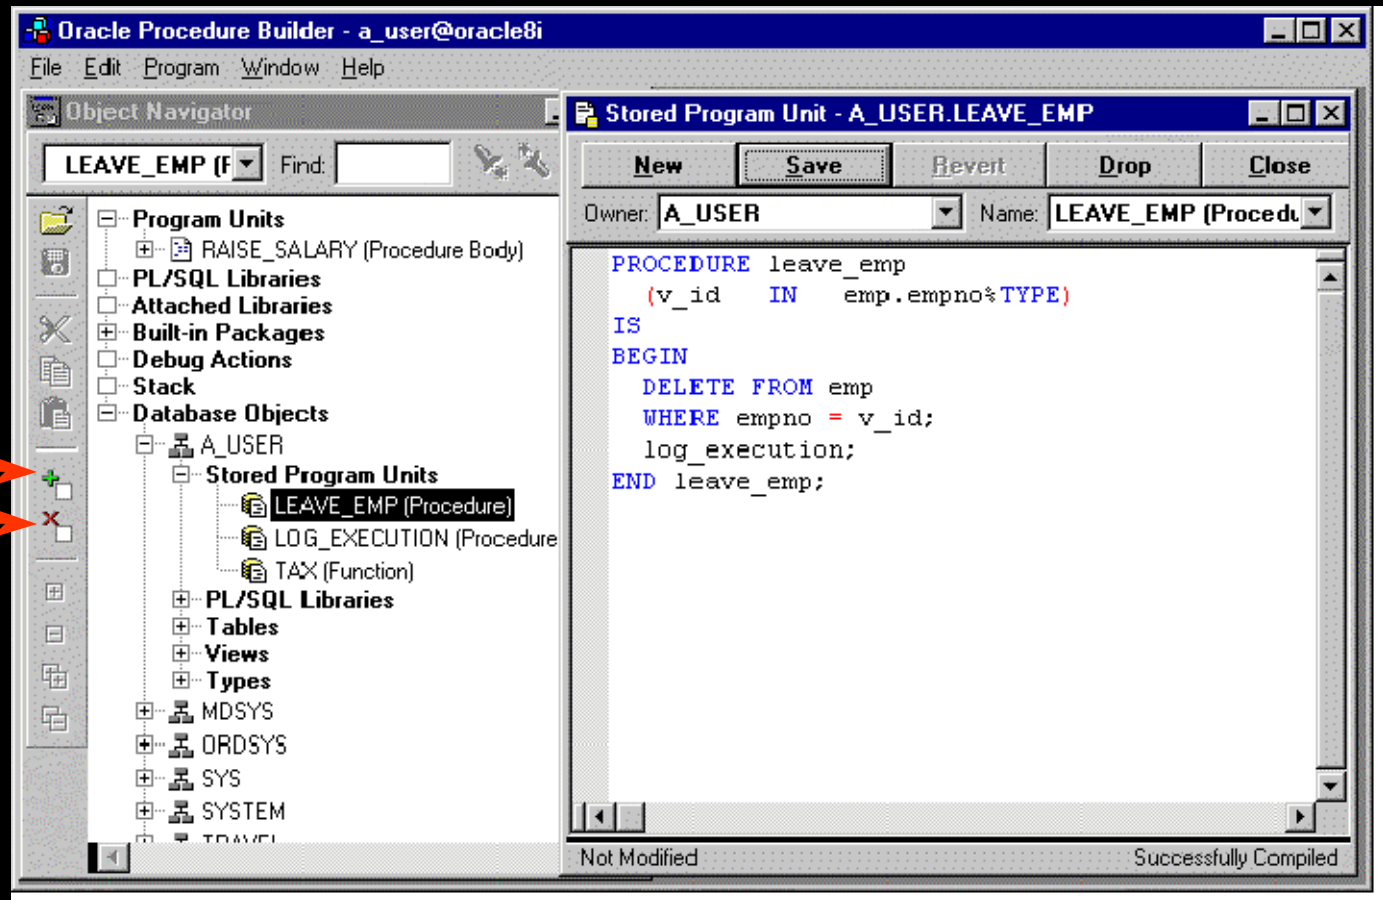 Oracle Procedure Builder - a_user@oracle8i
File Edit Program Window Help
Object Navigator
LEAVE_EMP (F
Find:
Program Units
RAISE_SALARY (Procedure Body)
PL/SQL Libraries
Attached Libraries
Built-in Packages
Debug Actions
Stack
Database Objects
A_USER
Stored Program Units
LEAVE_EMP (Procedure)
LOG_EXECUTION (Procedure
TAX (Function)
PL/SQL Libraries
Tables
Views
Types
MDSYS
ORDSYS
SYS
SYSTEM
Stored Program Unit - A_USER.LEAVE_EMP
New Save Revert Drop Close
Owner: A_USER Name: LEAVE_EMP (Procedu
PROCEDURE leave_emp
(v_id IN emp.empno%TYPE)
IS
BEGIN
DELETE FROM emp
WHERE empno = v_id;
log_execution;
END leave_emp;
Not Modified Successfully Compiled